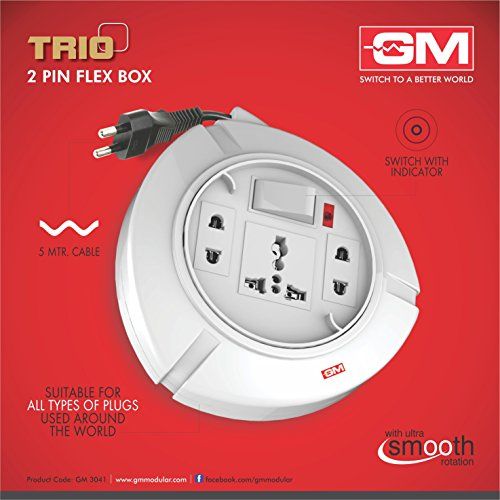 TRIO
2 PIN FLEX BOX
GM
SWITCH TO A BETTER WORLD
SWITCH WITH
INDICATOR
5 MTR. CABLE
GM
SUITABLE FOR
ALL TYPES OF PLUGS
USED AROUND
THE WORLD
with ultra
smooth
rotation
Product Code: GM 3041 | www.gmmodular.com | f facebook.com/gmmodular